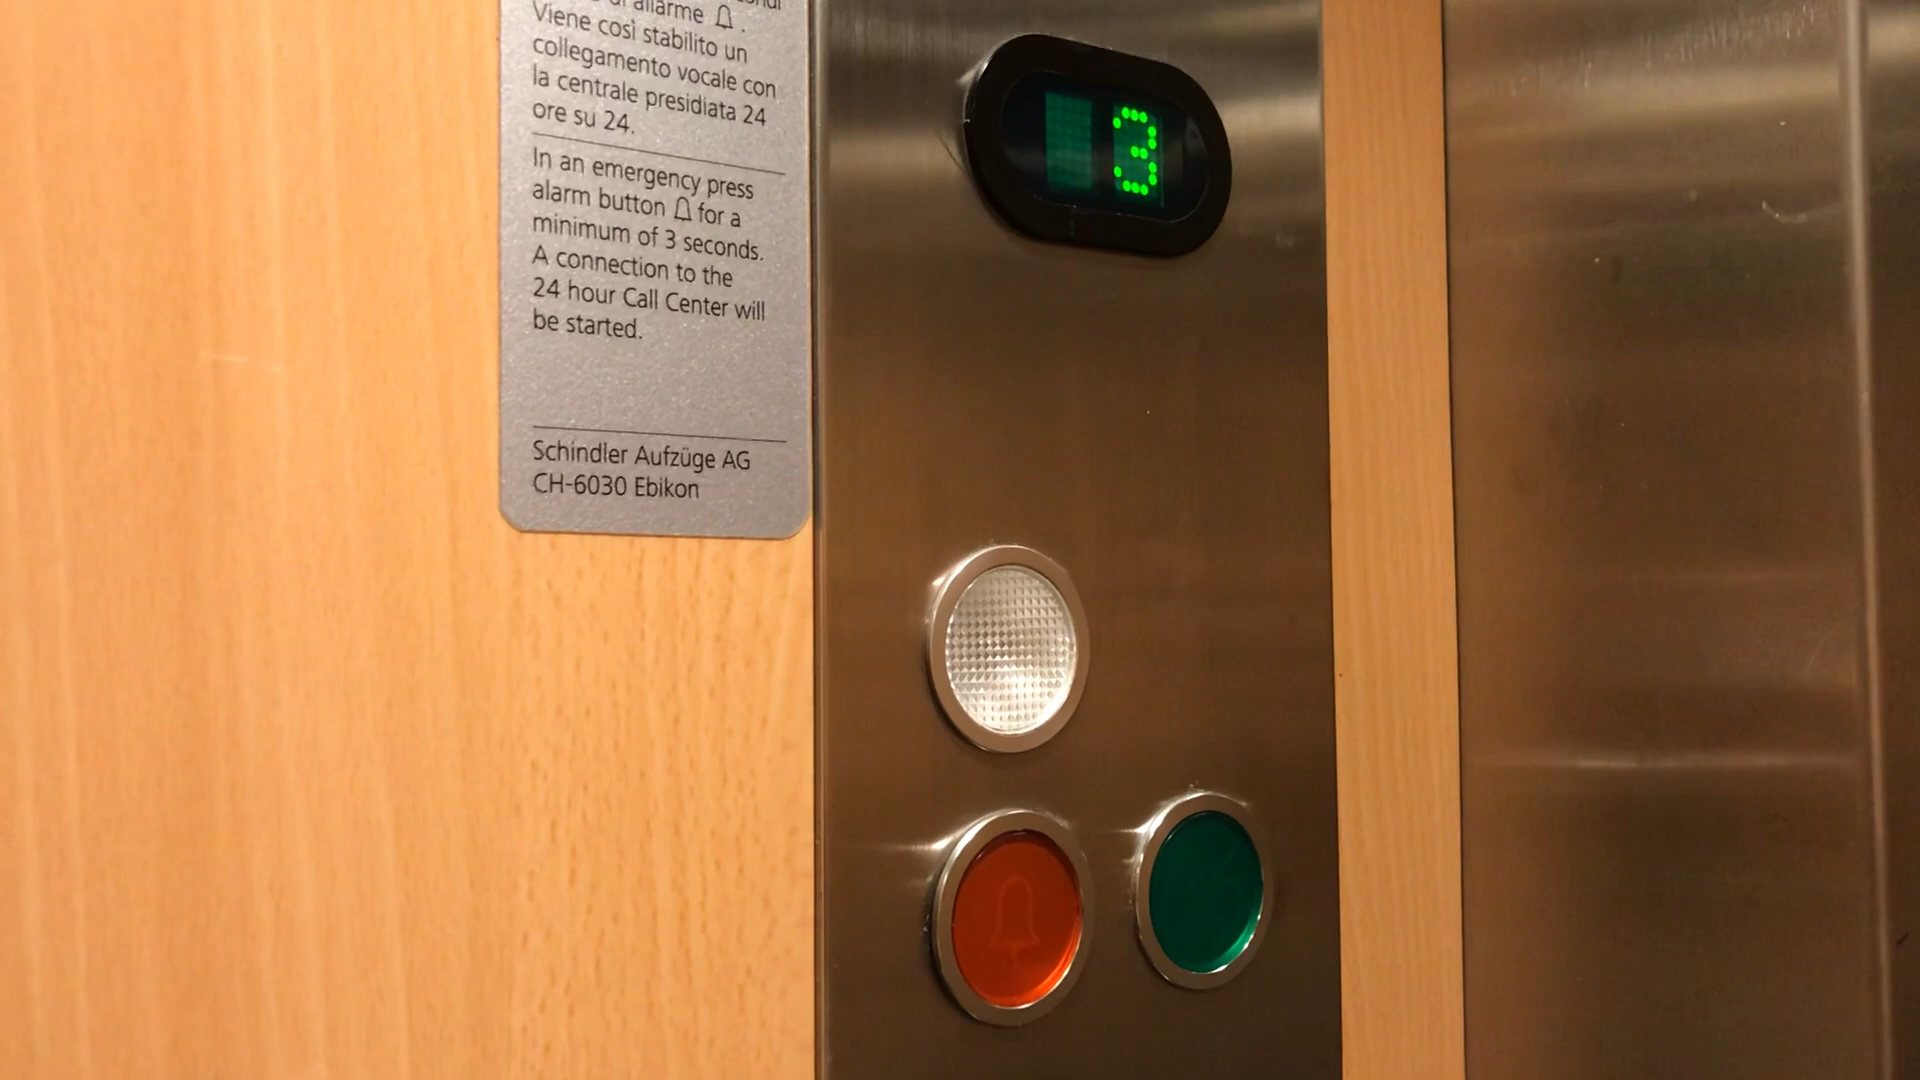 di allarme
Viene così stabilito un
collegamento vocale con
la centrale presidiata 24
ore su 24.
In an emergency press
alarm button for a
minimum of 3 seconds.
A connection to the
24 hour Call Center will
be started.
Schindler Aufzüge AG
CH-6030 Ebikon
3